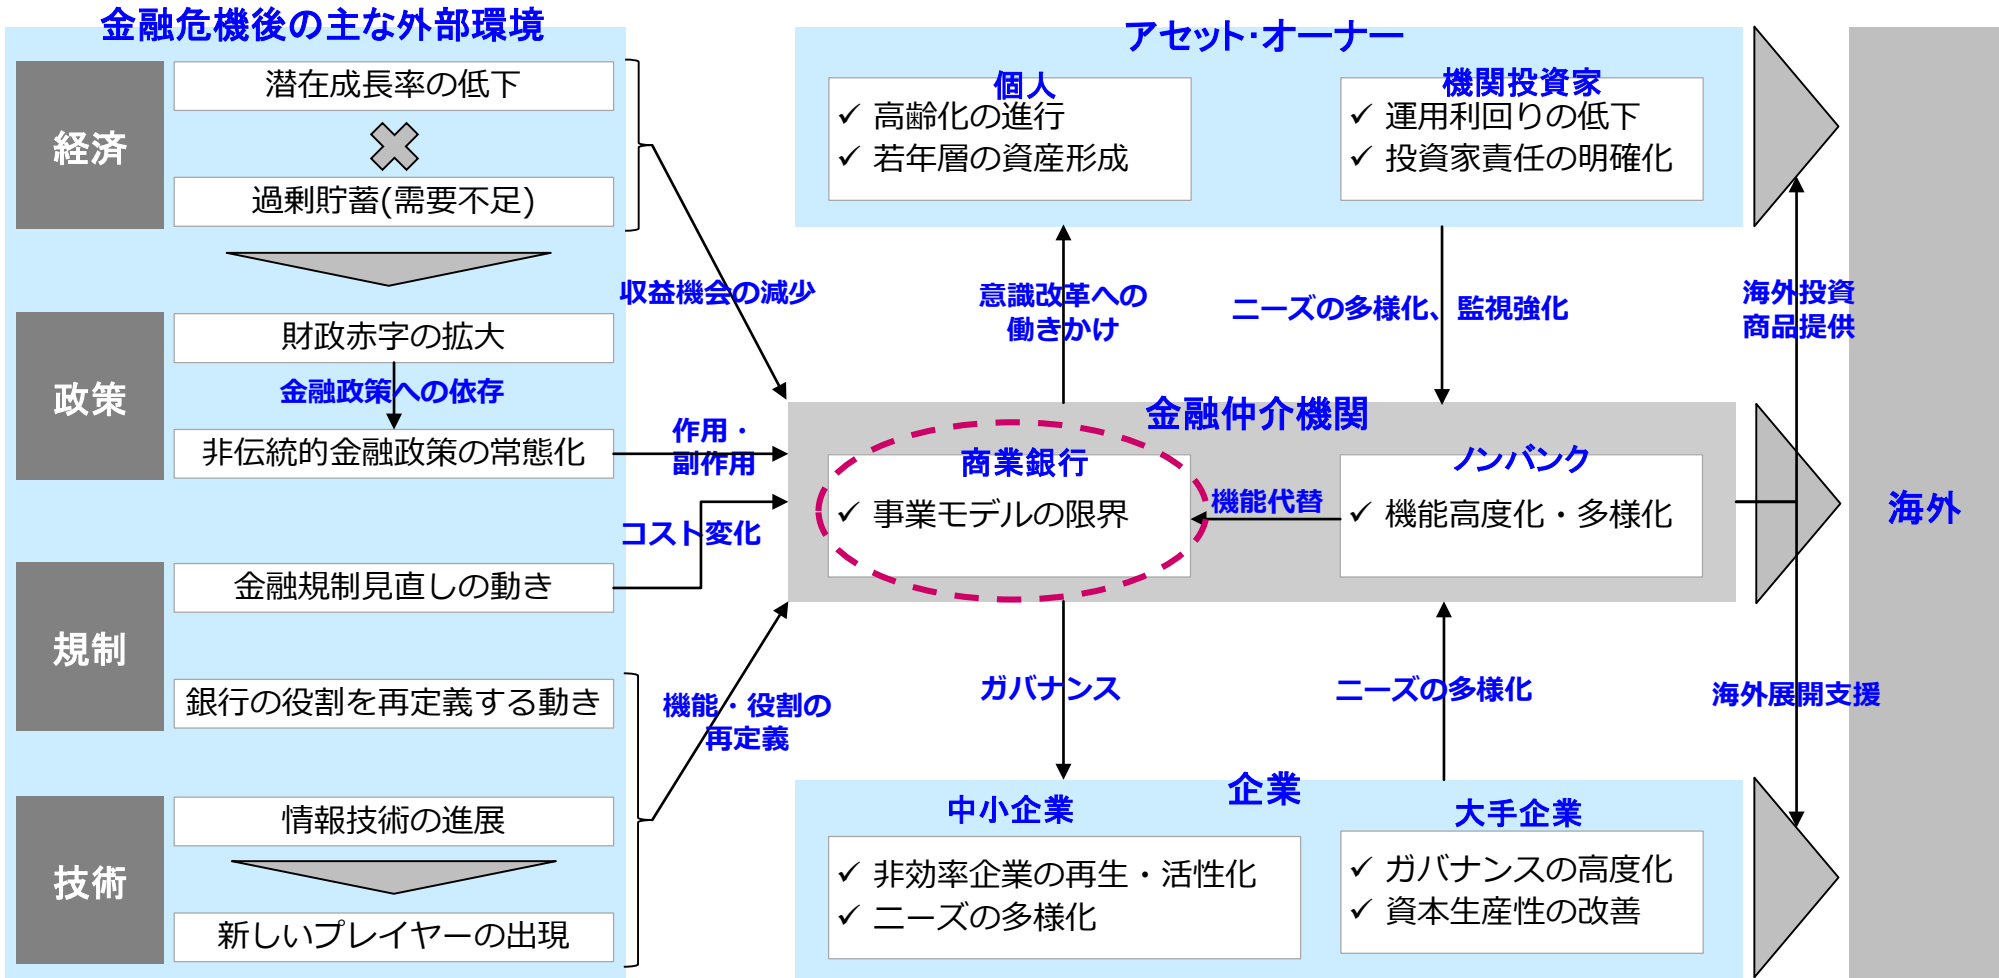 金融危機後の主な外部環境
経済
潜在成長率の低下
過剰貯蓄(需要不足)
政策
財政赤字の拡大
金融政策への依存
非伝統的金融政策の常態化
規制
金融規制見直しの動き
銀行の役割を再定義する動き
技術
情報技術の進展
新しいプレイヤーの出現
収益機会の減少
作用・
副作用
コスト変化
機能・役割の
再定義
アセット・オーナー
個人
✓ 高齢化の進行
✓ 若年層の資産形成
機関投資家
✓ 運用利回りの低下
✓ 投資家責任の明確化
意識改革への
働きかけ
ニーズの多様化、監視強化
海外投資
商品提供
金融仲介機関
商業銀行
✓ 事業モデルの限界
機能代替
ノンバンク
✓ 機能高度化・多様化
海外
ガバナンス
ニーズの多様化
海外展開支援
企業
中小企業
✓ 非効率企業の再生・活性化
✓ ニーズの多様化
大手企業
✓ ガバナンスの高度化
✓ 資本生産性の改善